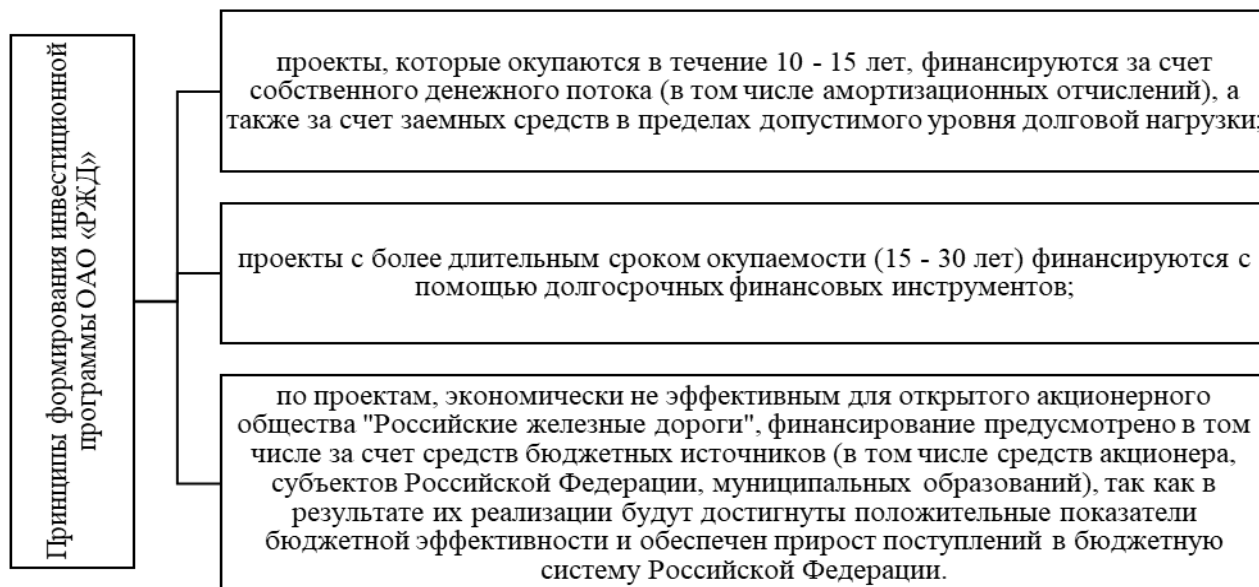 Принципы формирования инвестиционной
программы ОАО «РЖД»
проекты, которые окупаются в течение 10 - 15 лет, финансируются за счет
собственного денежного потока (в том числе амортизационных отчислений), а
также за счет заемных средств в пределах допустимого уровня долговой нагрузки;
проекты с более длительным сроком окупаемости (15 - 30 лет) финансируются с
помощью долгосрочных финансовых инструментов;
по проектам, экономически не эффективным для открытого акционерного
общества "Российские железные дороги", финансирование предусмотрено в том
числе за счет средств бюджетных источников (в том числе средств акционера,
субъектов Российской Федерации, муниципальных образований), так как в
результате их реализации будут достигнуты положительные показатели
бюджетной эффективности и обеспечен прирост поступлений в бюджетную
систему Российской Федерации.